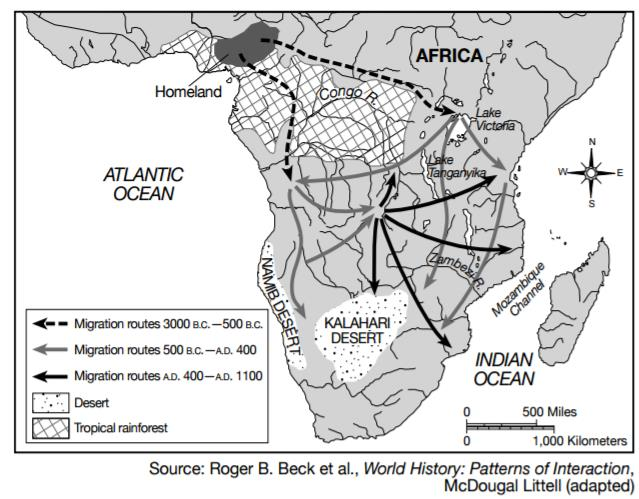 AFRICA
Homeland
Congo R.
Lake
Victoria
ATLANTIC
OCEAN
Lake
Tanganyika
N
W
E
S
Zambezi R.
Mozambique
Channel
NAMIB DESERT
KALAHARI
DESERT
INDIAN
OCEAN
Migration routes 3000 B.C.—500 B.C.
Migration routes 500 B.C.—A.D. 400
Migration routes A.D. 400—A.D. 1100
Desert
Tropical rainforest
0 500 Miles
0 1,000 Kilometers
Source: Roger B. Beck et al., World History: Patterns of Interaction,
McDougal Littell (adapted)